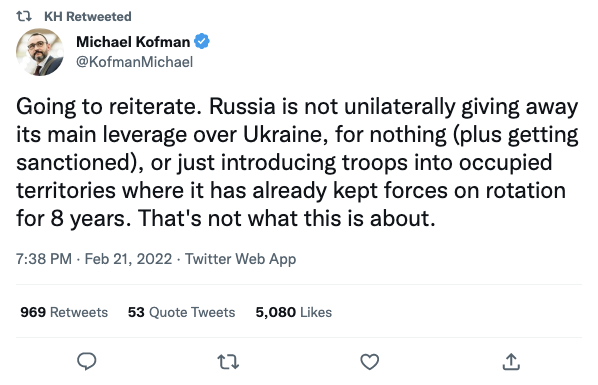 KH Retweeted
Michael Kofman
@KofmanMichael
Going to reiterate. Russia is not unilaterally giving away
its main leverage over Ukraine, for nothing (plus getting
sanctioned), or just introducing troops into occupied
territories where it has already kept forces on rotation
for 8 years. That's not what this is about.
7:38 PM · Feb 21, 2022 · Twitter Web App
969 Retweets 53 Quote Tweets 5,080 Likes